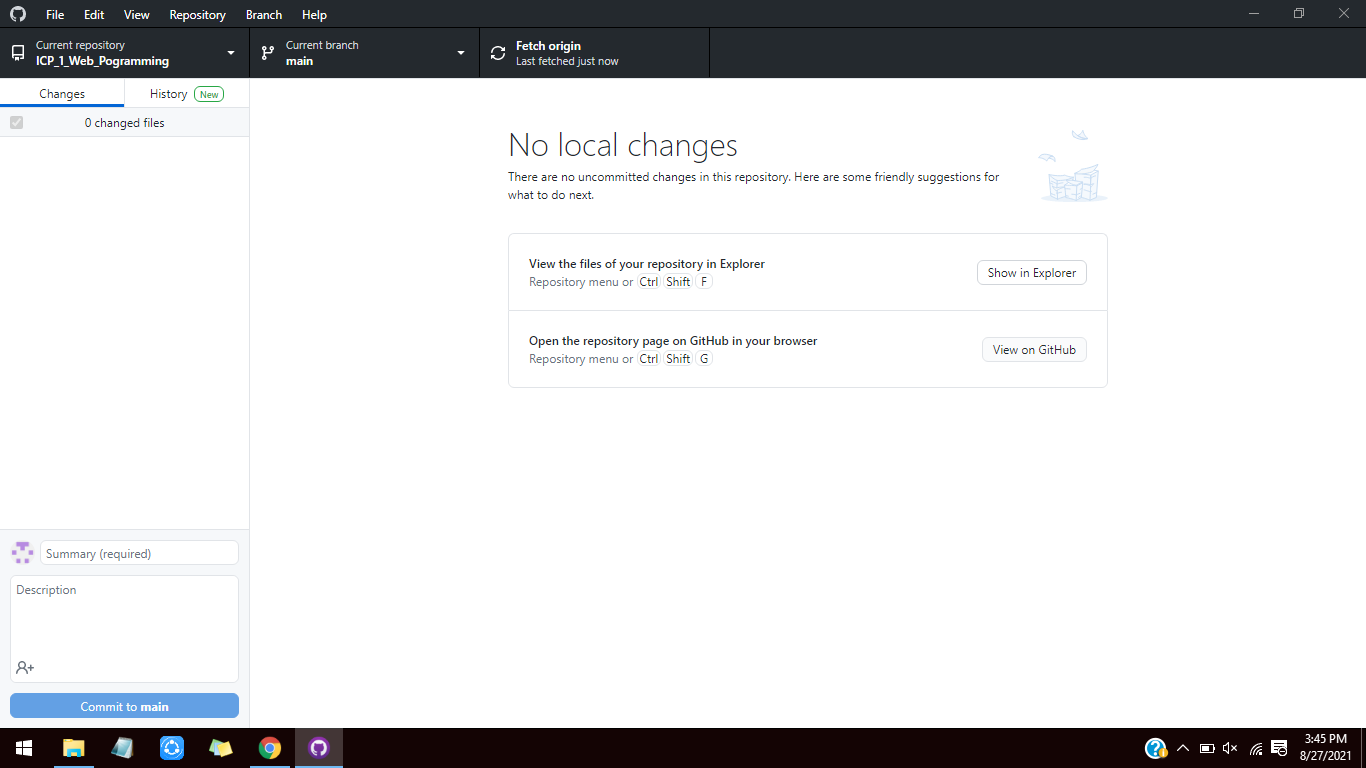 File Edit View Repository Branch Help
Current repository
ICP_1_Web_Pogramming
Current branch
main
Fetch origin
Last fetched just now
Changes
History New
0 changed files
No local changes
There are no uncommitted changes in this repository. Here are some friendly suggestions for
what to do next.
View the files of your repository in Explorer
Repository menu or Ctrl Shift F
Show in Explorer
Open the repository page on GitHub in your browser
Repository menu or Ctrl Shift G
View on GitHub
Summary (required)
Description
Commit to main
3:45 PM
8/27/2021